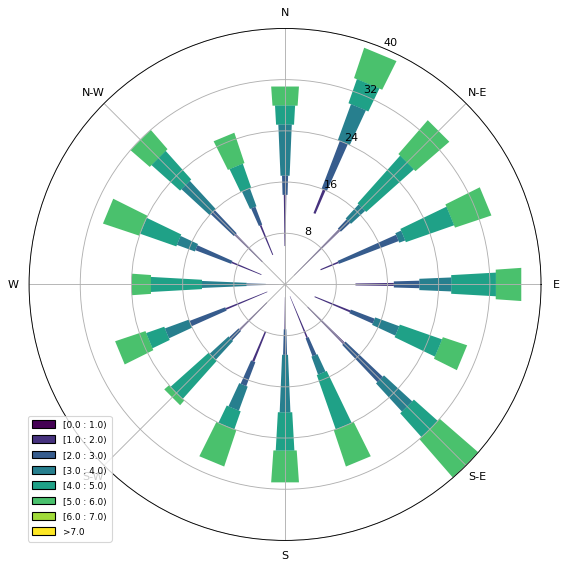 N
40
N-W
32
N-E
24
16
8
W
E
[0.0 : 1.0)
[1.0 : 2.0)
[2.0 : 3.0)
[3.0 : 4.0)
[4.0 : 5.0)
[5.0 : 6.0)
[6.0 : 7.0)
>7.0
S-W
S-E
S